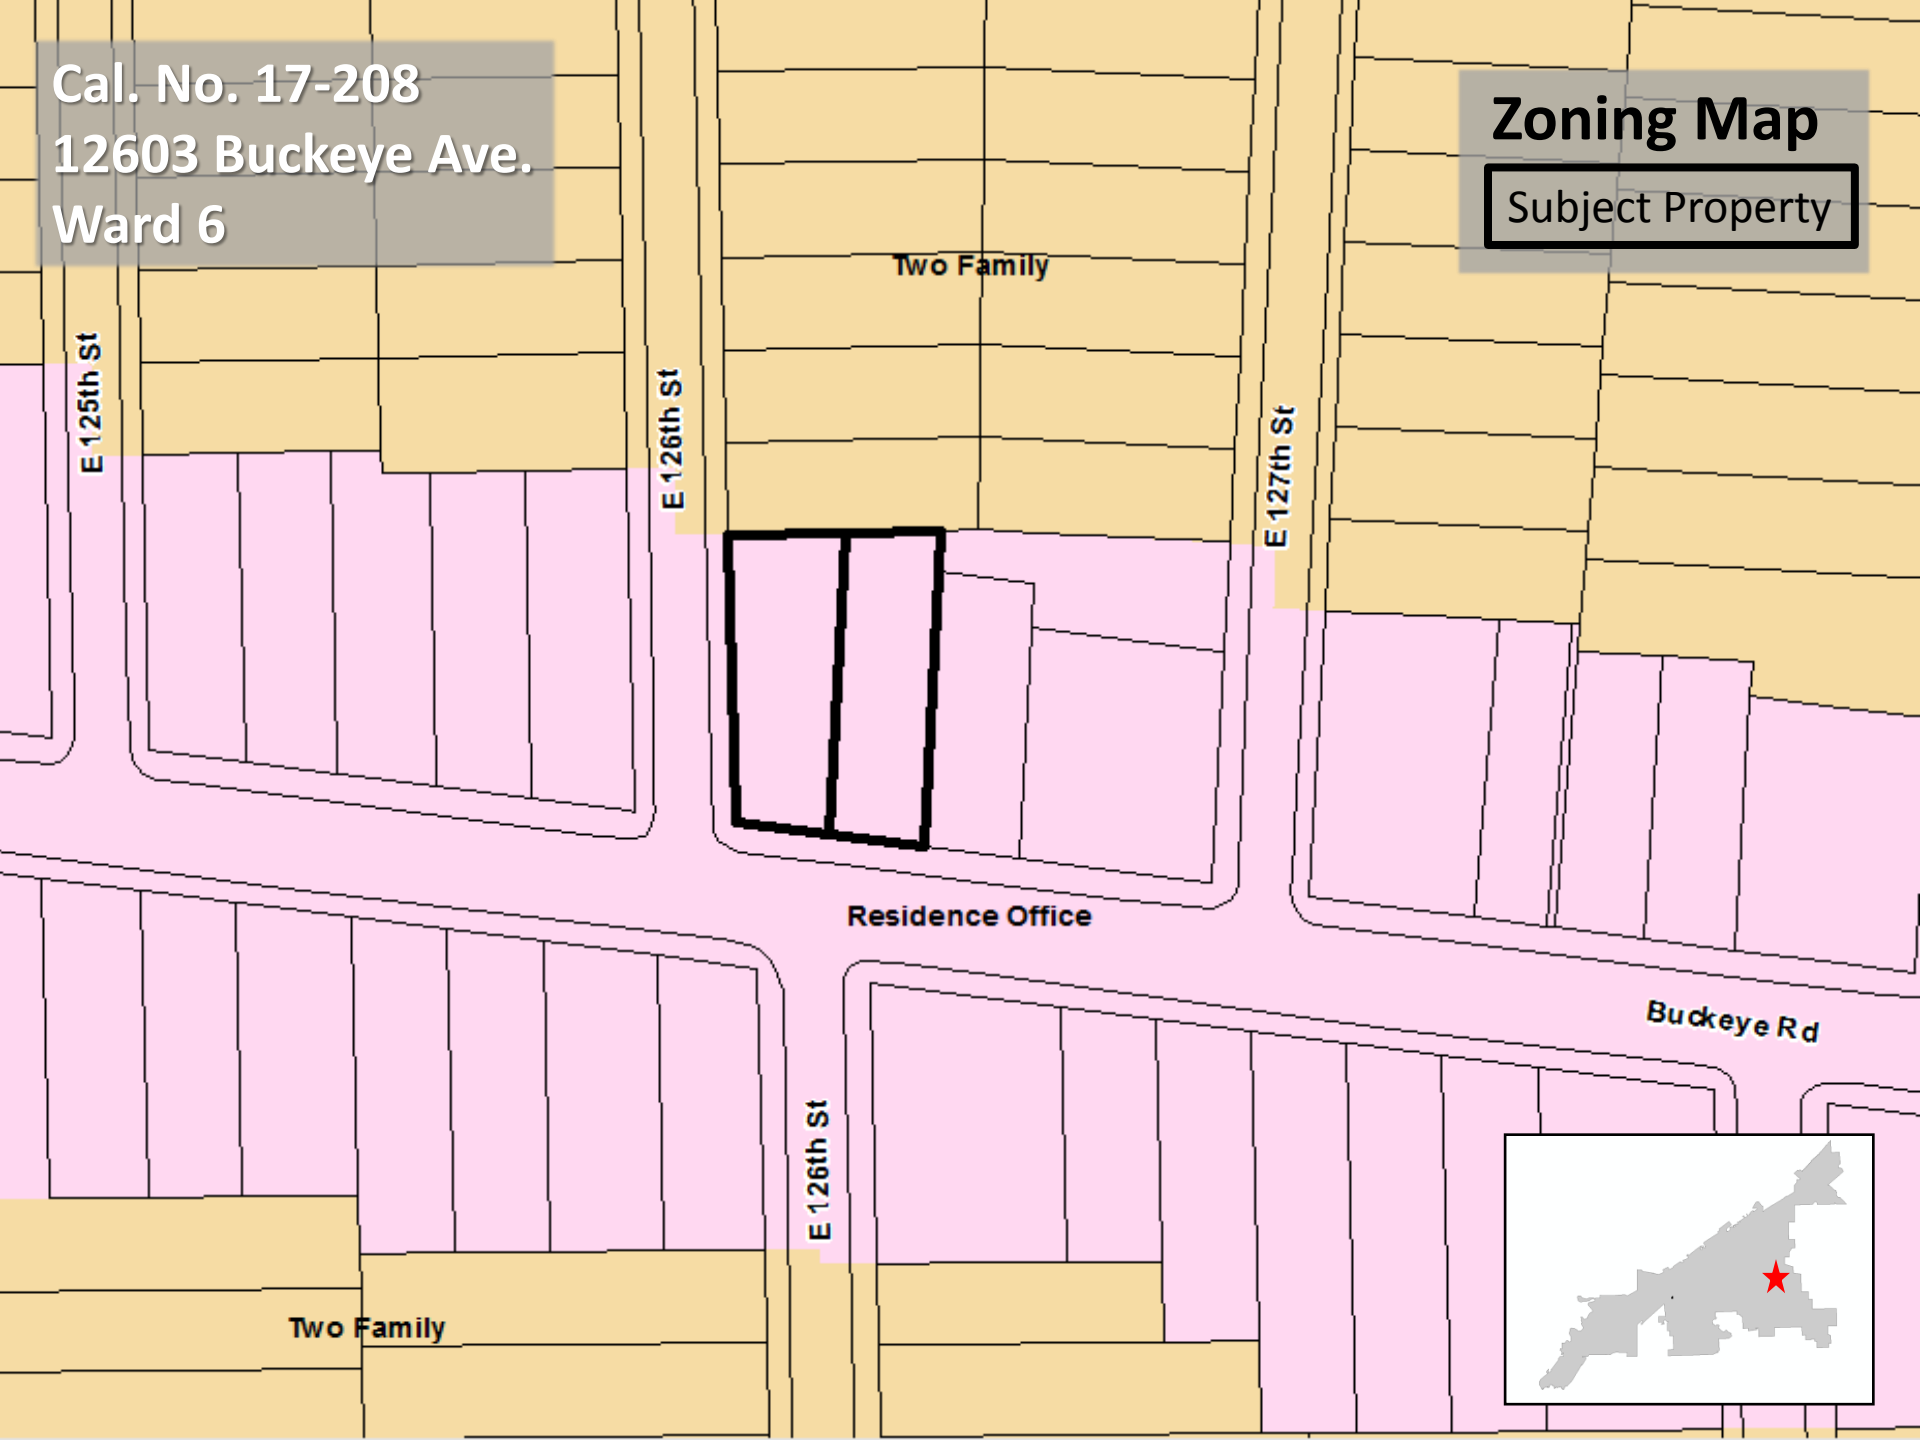 Cal. No. 17-208
12603 Buckeye Ave.
Ward 6
Zoning Map
Subject Property
Two Family
E 125th St
E 126th St
E 127th St
Residence Office
Buckeye Rd
E 126th St
Two Family